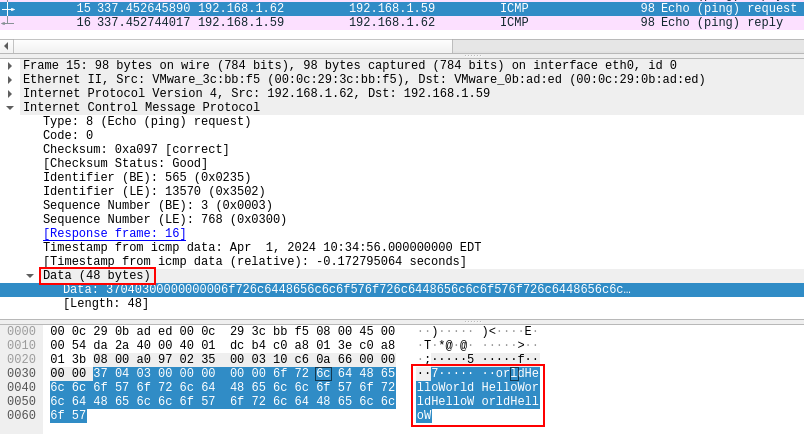 15 337.452645890 192.168.1.62 192.168.1.59 ICMP 98 Echo (ping) request
16 337.452744017 192.168.1.59 192.168.1.62 ICMP 98 Echo (ping) reply
Frame 15: 98 bytes on wire (784 bits), 98 bytes captured (784 bits) on interface eth0, id 0
Ethernet II, Src: VMware_3c:bb:f5 (00:0c:29:3c:bb:f5), Dst: VMware_0b:ad:ed (00:0c:29:0b:ad:ed)
Internet Protocol Version 4, Src: 192.168.1.62, Dst: 192.168.1.59
Internet Control Message Protocol
Type: 8 (Echo (ping) request)
Code: 0
Checksum: 0xa097 [correct]
[Checksum Status: Good]
Identifier (BE): 565 (0x0235)
Identifier (LE): 13570 (0x3502)
Sequence Number (BE): 3 (0x0003)
Sequence Number (LE): 768 (0x0300)
[Response frame: 16]
Timestamp from icmp data: Apr  1, 2024 10:34:56.000000000 EDT
[Timestamp from icmp data (relative): -0.172795064 seconds]
Data (48 bytes)
Data: 37040300000000006f726c6448656c6c6f576f726c6448656c6c6f576f726c6448656c6c…
[Length: 48]
0000 00 0c 29 0b ad ed 00 0c 29 3c bb f5 08 00 45 00 ··)····· )<····E·
0010 00 54 da 2a 40 00 40 01 dc b4 c0 a8 01 3e c0 a8 ·T·*@·@· ·····>··
0020 01 3b 08 00 a0 97 02 35 00 03 10 c6 0a 66 00 00 ·;·····5 ·····f··
0030 00 00 37 04 03 00 00 00 00 00 6f 72 6c 64 48 65 ··7····· ··orldHe
0040 6c 6c 6f 57 6f 72 6c 64 48 65 6c 6c 6f 57 6f 72 lloWorld HelloWor
0050 6c 64 48 65 6c 6c 6f 57 6f 72 6c 64 48 65 6c 6c ldHelloW orldHell
0060 6f 57 oW